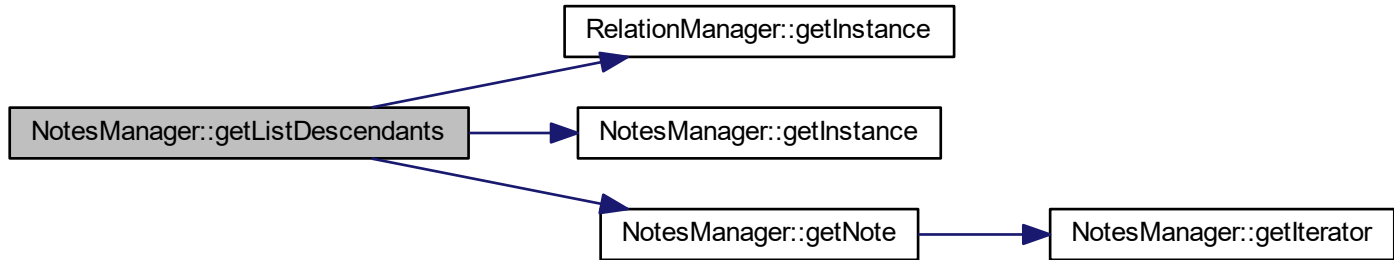 RelationManager::getInstance
NotesManager::getListDescendants
NotesManager::getInstance
NotesManager::getNote
NotesManager::getIterator